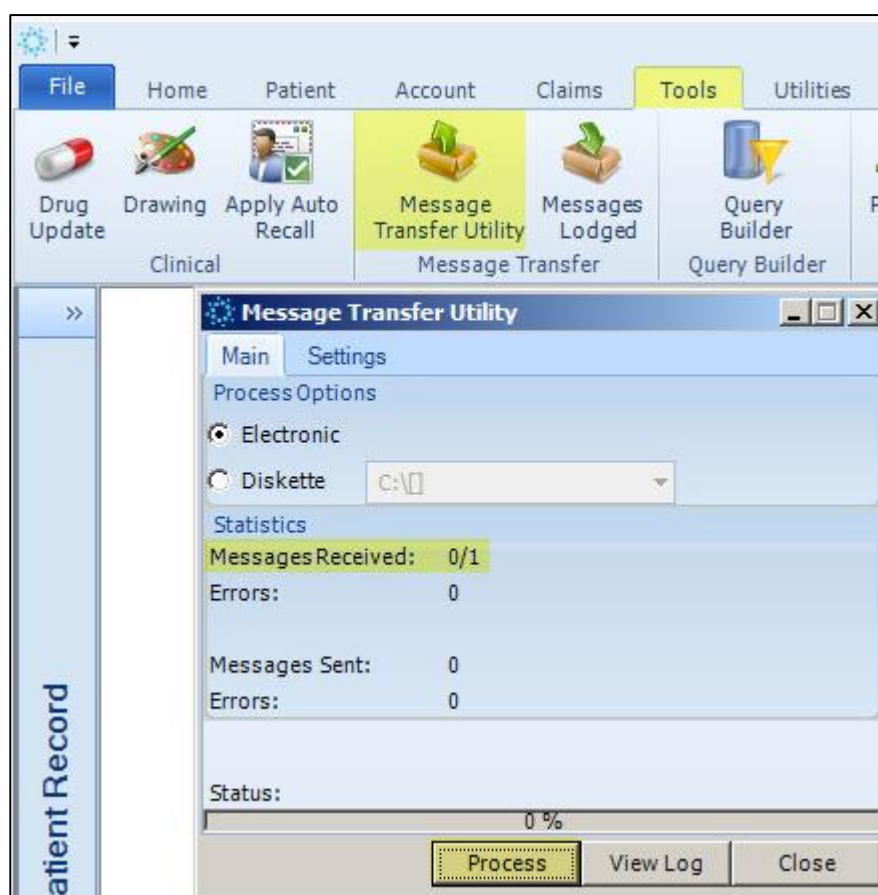 File Home Patient Account Claims Tools Utilities
Drug Update
Drawing
Apply Auto Recall
Message Transfer Utility
Messages Lodged
Query Builder
P
Clinical
Message Transfer
Query Builder
»
Message Transfer Utility
Main Settings
Process Options
Electronic
Diskette C:\[]
Statistics
Messages Received: 0/1
Errors: 0
Messages Sent: 0
Errors: 0
Status:
0 %
Process View Log Close
atient Record